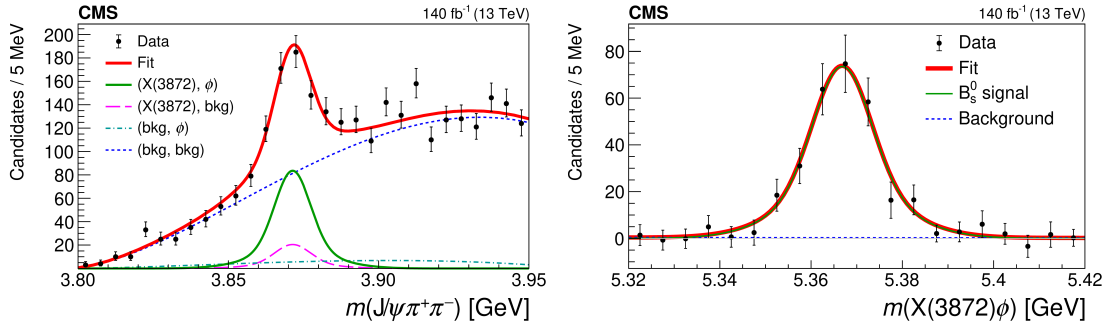 CMS
140 fb⁻¹ (13 TeV)
Candidates / 5 MeV
200
180
160
140
120
100
80
60
40
20
Data
Fit
(X(3872), ϕ)
(X(3872), bkg)
(bkg, ϕ)
(bkg, bkg)
3.80
3.85
3.90
3.95
m(J/ψπ⁺π⁻) [GeV]
CMS
140 fb⁻¹ (13 TeV)
Candidates / 5 MeV
80
60
40
20
0
Data
Fit
B⁰ₛ signal
Background
5.32
5.34
5.36
5.38
5.4
5.42
m(X(3872)ϕ) [GeV]